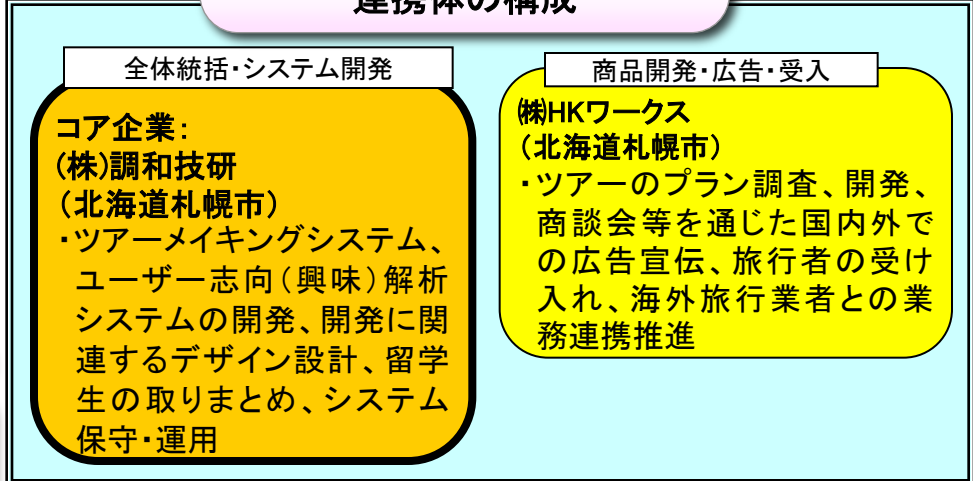 連携体の構成
全体統括・システム開発
コア企業：
(株)調和技研
（北海道札幌市）
・ツアーメイキングシステム、
ユーザー志向（興味）解析
システムの開発、開発に関
連するデザイン設計、留学
生の取りまとめ、システム
保守・運用
商品開発・広告・受入
㈱HKワークス
（北海道札幌市）
・ツアーのプラン調査、開発、
商談会等を通じた国内外で
の広告宣伝、旅行者の受け
入れ、海外旅行業者との業
務連携推進